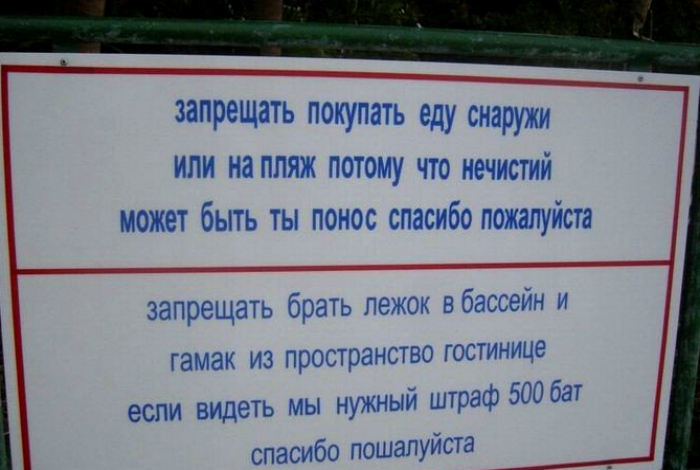 запрещать покупать еду снаружи
или на пляж потому что нечистий
может быть ты понос спасибо пожалуйста
запрещать брать лежок в бассейн и
гамак из пространство гостинице
если видеть мы нужный штраф 500 бат
спасибо пошалуйста